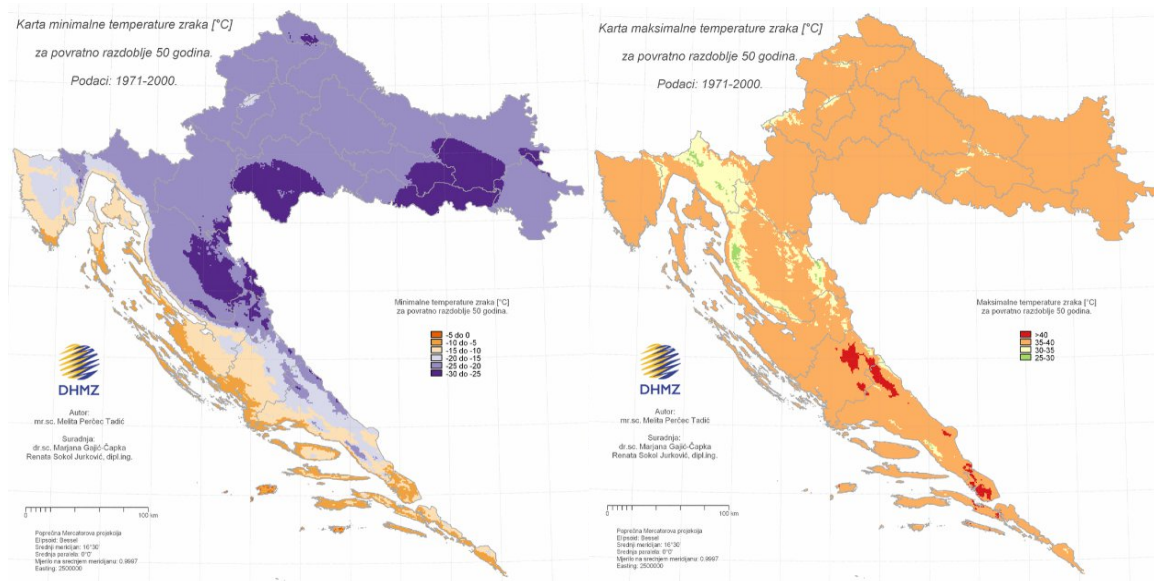 Karta minimalne temperature zraka [°C]
za povratno razdoblje 50 godina.
Podaci: 1971-2000.
Minimalne temperature zraka [°C]
za povratno razdoblje 50 godina.
-5 do 0
-10 do -5
-15 do -10
-20 do -15
-25 do -20
-30 do -25
DHMZ
Autor:
mr.sc. Melita Perčec Tadić
Suradnja:
dr.sc. Marjana Gajić-Čapka
Renata Sokol Jurković, dipl.ing.
100 km
Poprečna Mercatorova projekcija
Elipsoid: Bessel
Srednji meridijan: 16°30'
Srednja paralela: 0°0'
Mjerilo na srednjem meridijanu: 0.9997
Easting: 2500000
Karta maksimalne temperature zraka [°C]
za povratno razdoblje 50 godina.
Podaci: 1971-2000.
Maksimalne temperature zraka [°C]
za povratno razdoblje 50 godina.
>40
35-40
30-35
25-30
DHMZ
Autor:
mr.sc. Melita Perčec Tadić
Suradnja:
dr.sc. Marjana Gajić-Čapka
Renata Sokol Jurković, dipl.ing.
100 km
Poprečna Mercatorova projekcija
Elipsoid: Bessel
Srednji meridijan: 16°30'
Srednja paralela: 0°0'
Mjerilo na srednjem meridijanu: 0.9997
Easting: 2500000